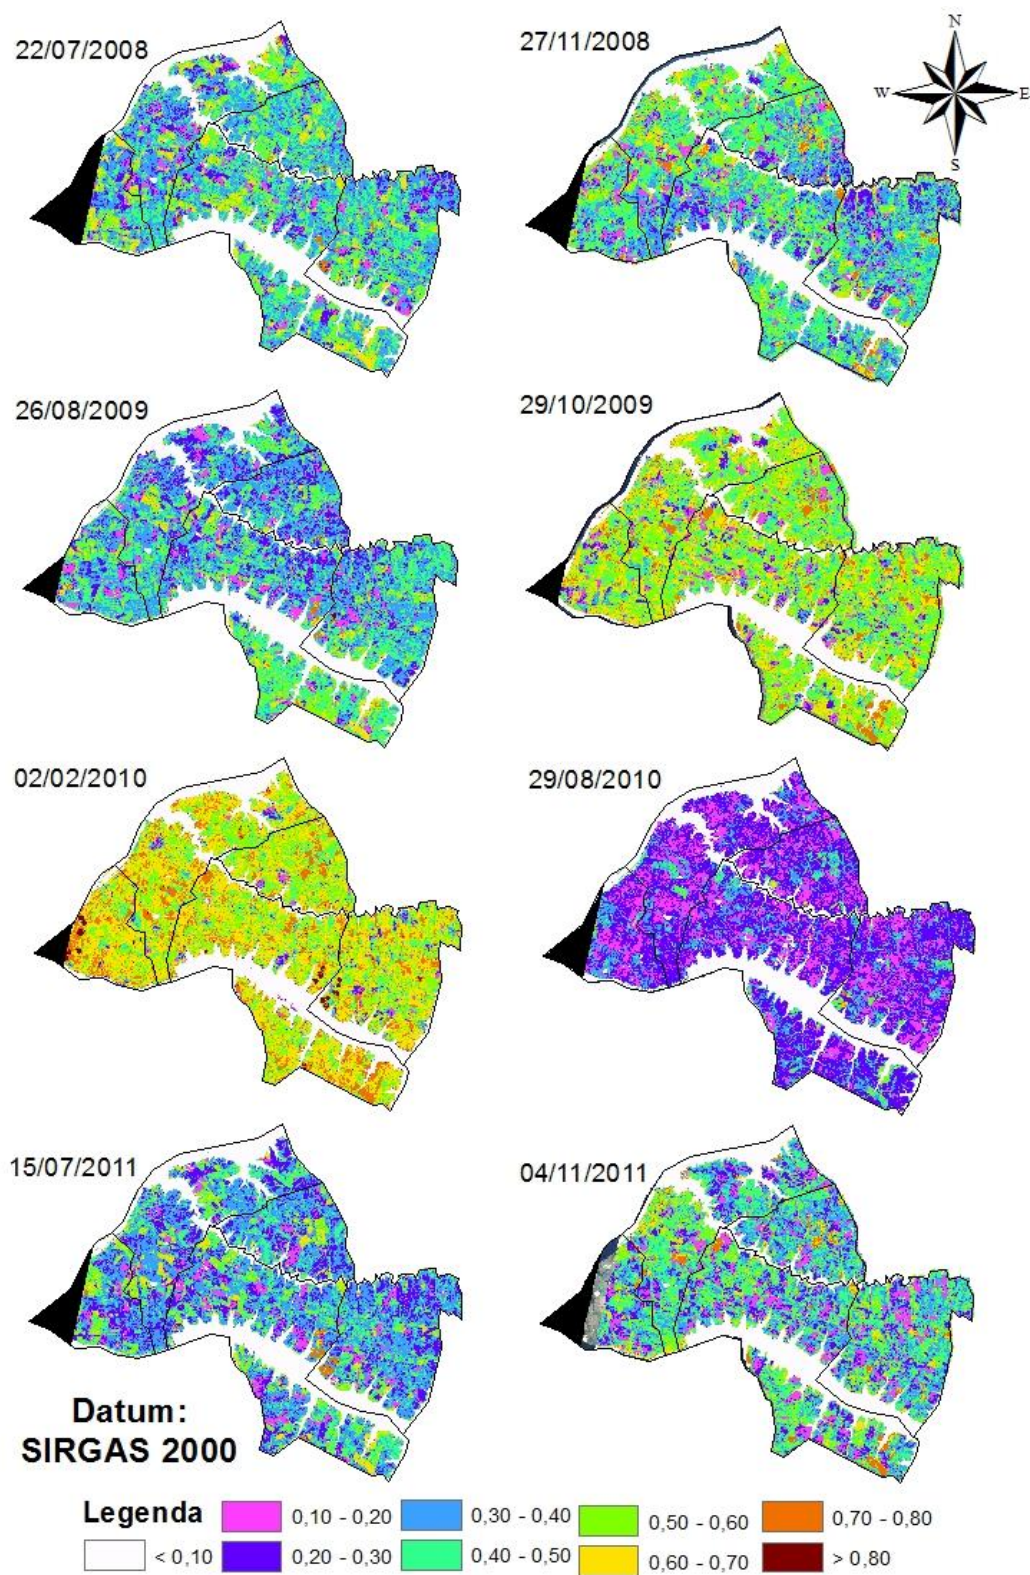 22/07/2008
27/11/2008
N
W
E
S
26/08/2009
29/10/2009
02/02/2010
29/08/2010
15/07/2011
04/11/2011
Datum:
SIRGAS 2000
Legenda
< 0,10
0,10 - 0,20
0,20 - 0,30
0,30 - 0,40
0,40 - 0,50
0,50 - 0,60
0,60 - 0,70
0,70 - 0,80
> 0,80